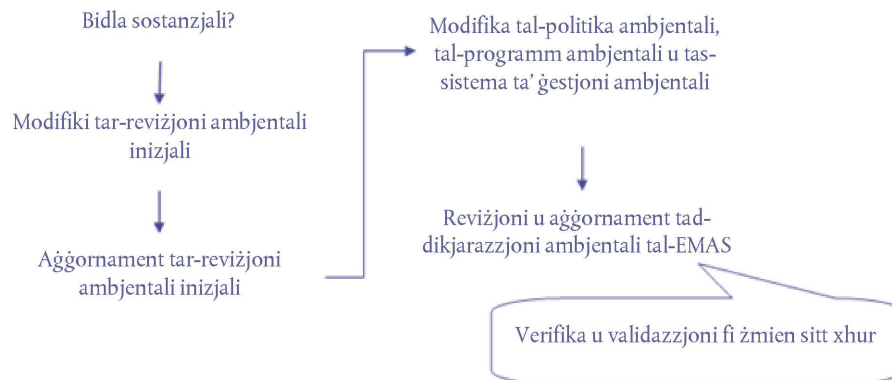 Bidla sostanzjali?
Modifiki tar-reviżjoni ambjentali
inizjali
Aġġornament tar-reviżjoni
ambjentali inizjali
Modifika tal-politika ambjentali,
tal-programm ambjentali u tas-
sistema ta' ġestjoni ambjentali
Reviżjoni u aġġornament tad-
dikjarazzjoni ambjentali tal-EMAS
Verifika u validazzjoni fi żmien sitt xhur